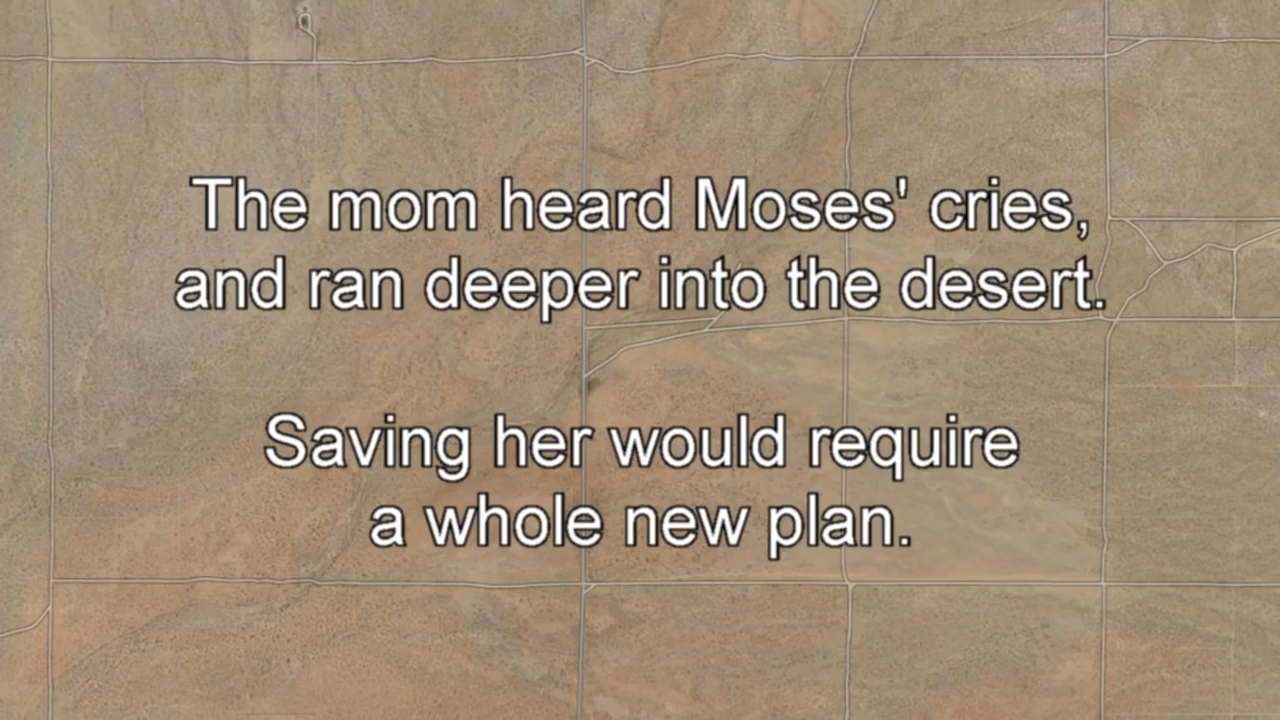 The mom heard Moses' cries,
and ran deeper into the desert.
Saving her would require
a whole new plan.